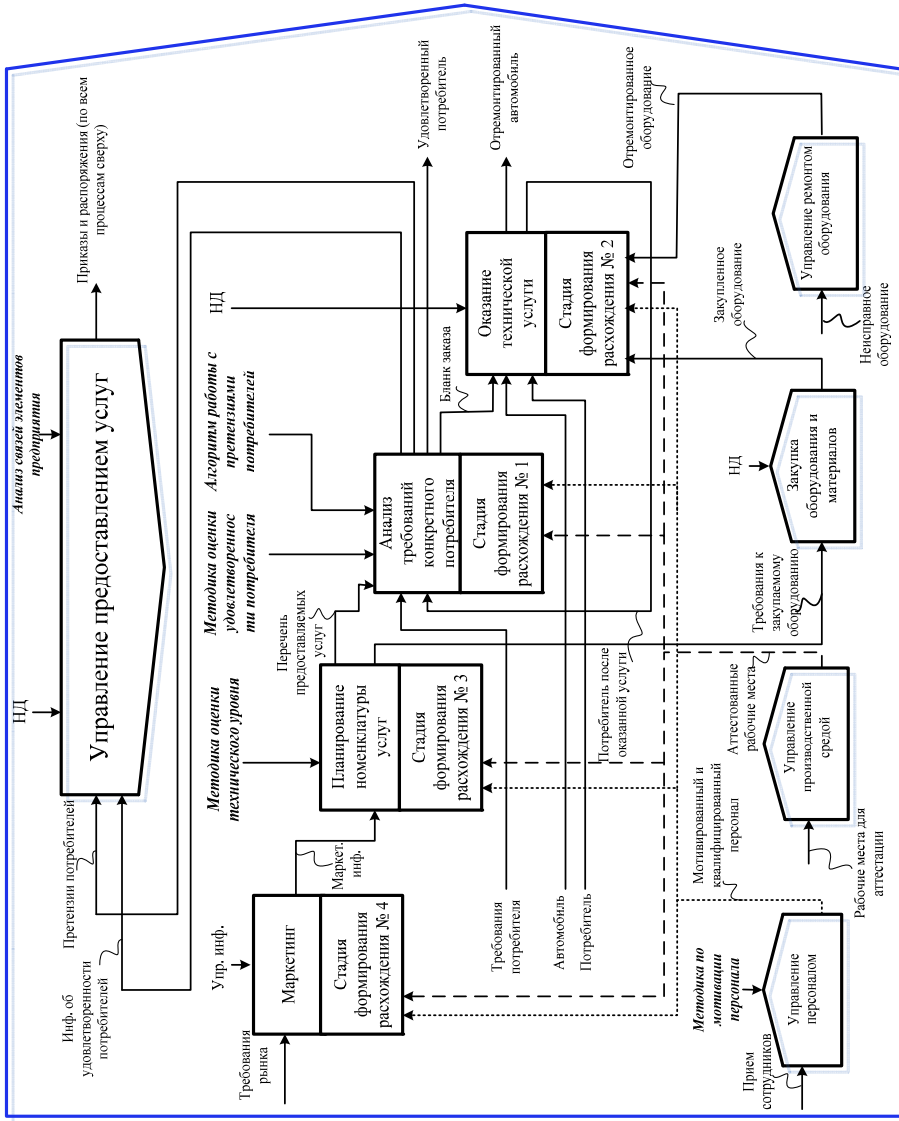 Анализ связей элементов
предприятия
НД
Управление предоставлением услуг
Приказы и распоряжения (по всем
процессам сверху)
Претензии потребителей
Инф. об
удовлетворенности
потребителей
Упр. инф.
Методика оценки
технического уровня
Методика оценки
удовлетвореннос
ти потребителя
Алгоритм работы с
претензиями
потребителей
НД
Требования
рынка
Маркетинг
Стадия
формирования
расхождения № 4
Маркет.
инф.
Планирование
номенклатуры
услуг
Стадия
формирования
расхождения № 3
Перечень
предоставляемых
услуг
Анализ
требований
конкретного
потребителя
Стадия
формирования
расхождения № 1
Бланк заказа
Оказание
технической
услуги
Стадия
формирования
расхождения № 2
Удовлетворенный
потребитель
Отремонтированный
автомобиль
Требования
потребителя
Автомобиль
Потребитель
Потребитель после
оказанной услуги
Отремонтированное
оборудование
Закупленное
оборудование
Требования к
закупаемому
оборудованию
Аттестованные
рабочие места
Мотивированный и
квалифицированный
персонал
Методика по
мотивации
персонала
Прием
сотрудников
Управление
персоналом
Рабочие места для
аттестации
Управление
производственной
средой
НД
Закупка
оборудования и
материалов
Неисправное
оборудование
Управление ремонтом
оборудования